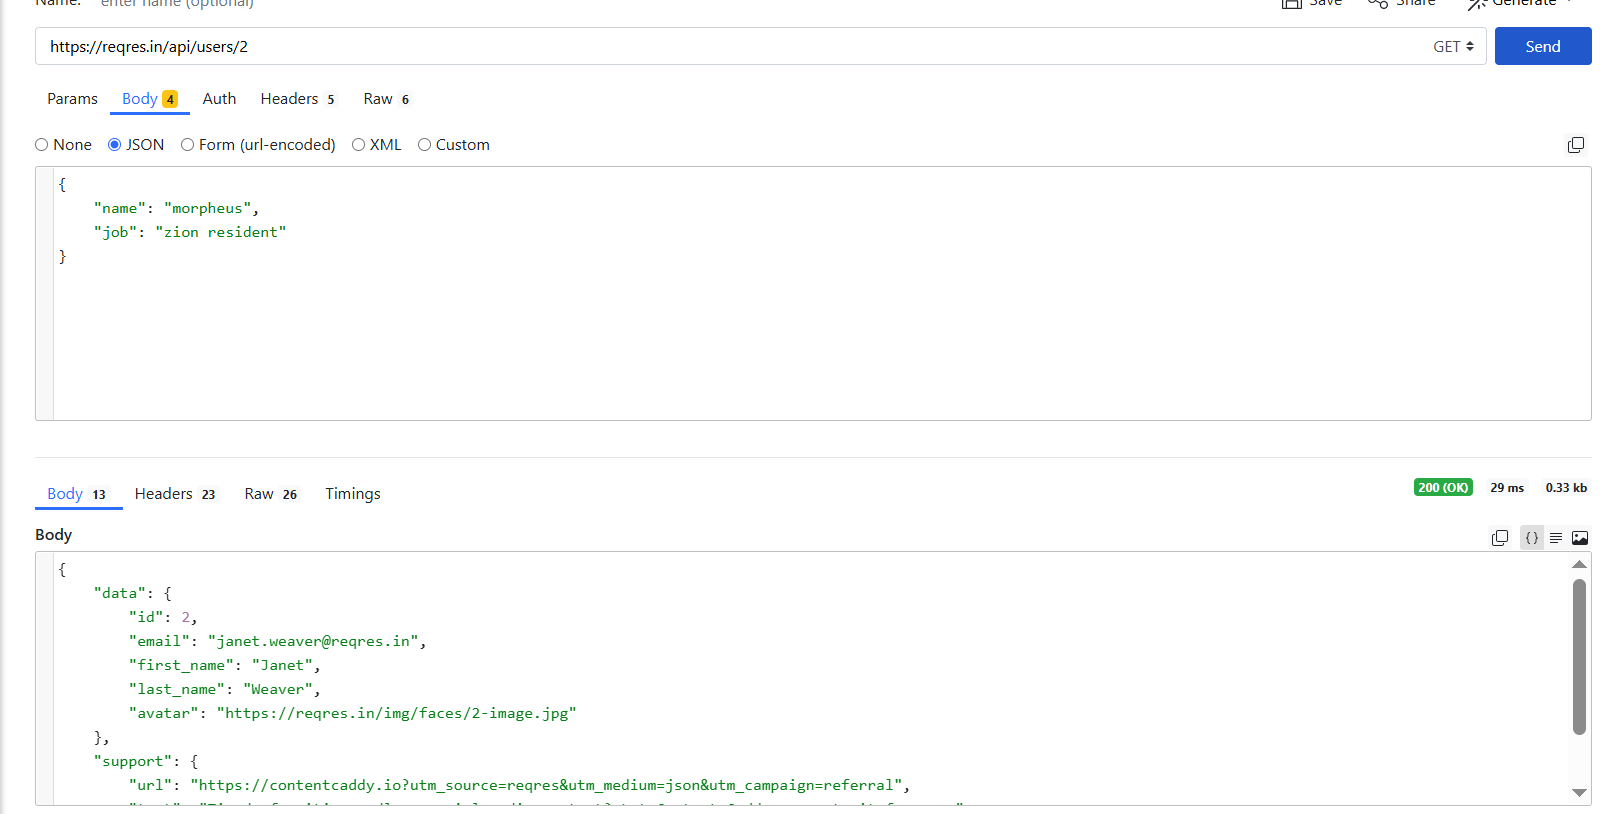 Name: enter name (optional) Save Share Generate
https://reqres.in/api/users/2 GET Send
Params Body 4 Auth Headers 5 Raw 6
None JSON Form (url-encoded) XML Custom
{
"name": "morpheus",
"job": "zion resident"
}
Body 13 Headers 23 Raw 26 Timings 200 (OK) 29 ms 0.33 kb
Body {}
{
"data": {
"id": 2,
"email": "janet.weaver@reqres.in",
"first_name": "Janet",
"last_name": "Weaver",
"avatar": "https://reqres.in/img/faces/2-image.jpg"
},
"support": {
"url": "https://contentcaddy.io?utm_source=reqres&utm_medium=json&utm_campaign=referral",